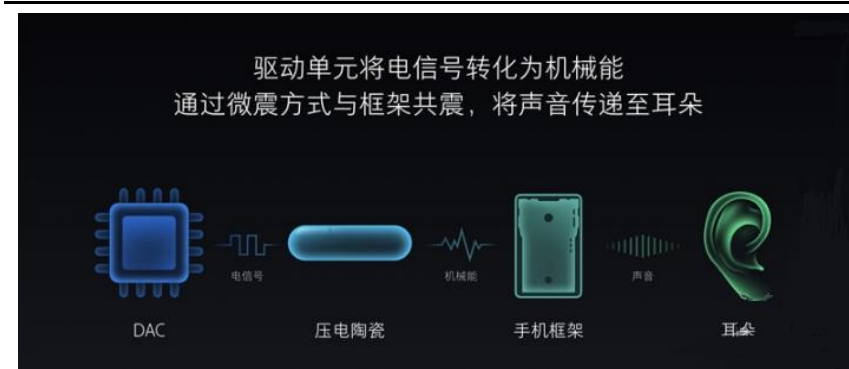 驱动单元将电信号转化为机械能
通过微震方式与框架共震，将声音传递至耳朵
电信号
机械能
声音
DAC
压电陶瓷
手机框架
耳朵